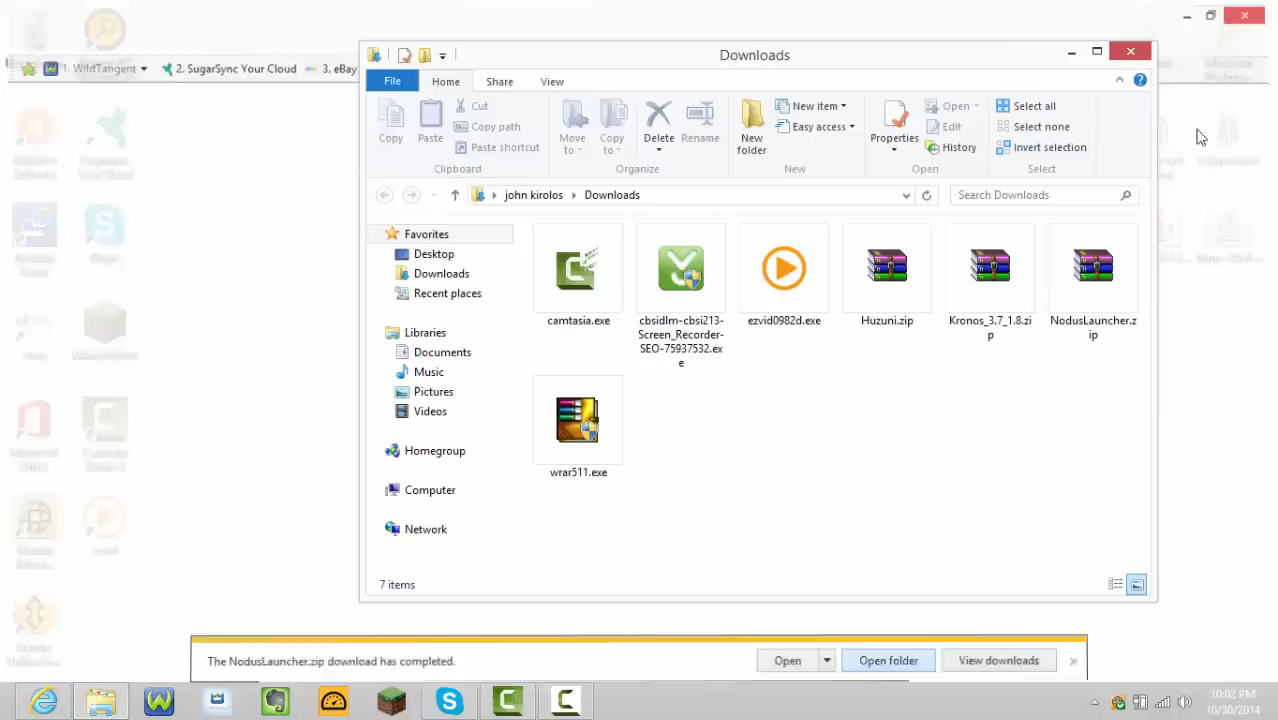 1. WildTangent
2. SugarSync Your Cloud
3. eBay
Downloads
File
Home
Share
View
Copy
Paste
Cut
Copy path
Paste shortcut
Clipboard
Move to
Copy to
Delete
Rename
Organize
New folder
New item
Easy access
New
Properties
Open
Edit
History
Open
Select all
Select none
Invert selection
Select
john kirolos
Downloads
Search Downloads
Favorites
Desktop
Downloads
Recent places
Libraries
Documents
Music
Pictures
Videos
Homegroup
Computer
Network
camtasia.exe
cbsidlm-cbsi213-
Screen_Recorder-
SEO-75937532.ex
e
ezvid0982d.exe
Huzuni.zip
Kronos_3.7_1.8.zi
p
NodusLauncher.z
ip
wrar511.exe
7 items
The NodusLauncher.zip download has completed.
Open
Open folder
View downloads
10:02 PM
10/30/2014